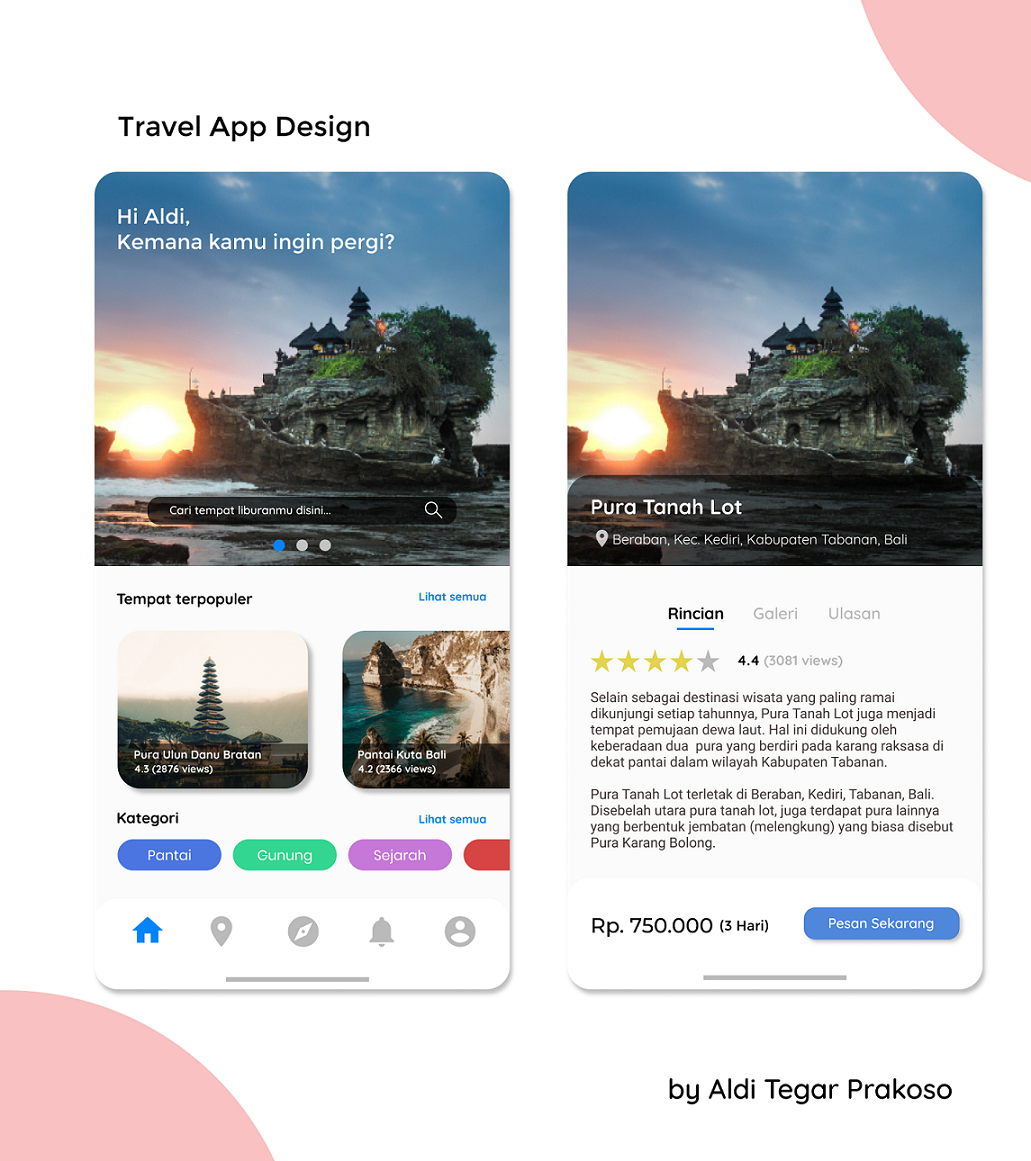 Travel App Design
Hi Aldi,
Kemana kamu ingin pergi?
Cari tempat liburanmu disini...
Tempat terpopuler
Lihat semua
Pura Ulun Danu Bratan
4.3 (2876 views)
Pantai Kuta Bali
4.2 (2366 views)
Kategori
Lihat semua
Pantai
Gunung
Sejarah
Pura Tanah Lot
Beraban, Kec. Kediri, Kabupaten Tabanan, Bali
Rincian
Galeri
Ulasan
4.4 (3081 views)
Selain sebagai destinasi wisata yang paling ramai
dikunjungi setiap tahunnya, Pura Tanah Lot juga menjadi
tempat pemujaan dewa laut. Hal ini didukung oleh
keberadaan dua  pura yang berdiri pada karang raksasa di
dekat pantai dalam wilayah Kabupaten Tabanan.
Pura Tanah Lot terletak di Beraban, Kediri, Tabanan, Bali.
Disebelah utara pura tanah lot, juga terdapat pura lainnya
yang berbentuk jembatan (melengkung) yang biasa disebut
Pura Karang Bolong.
Rp. 750.000 (3 Hari)
Pesan Sekarang
by Aldi Tegar Prakoso